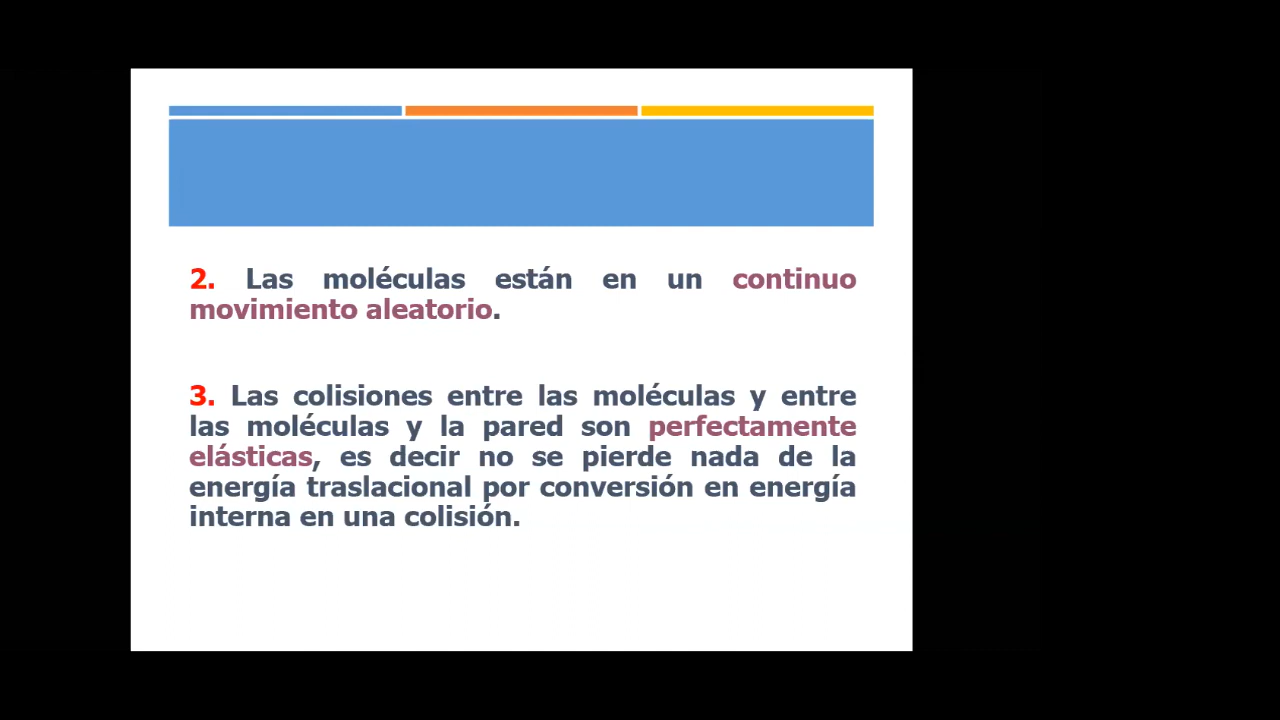 2. Las moléculas están en un continuo
movimiento aleatorio.
3. Las colisiones entre las moléculas y entre
las moléculas y la pared son perfectamente
elásticas, es decir no se pierde nada de la
energía traslacional por conversión en energía
interna en una colisión.